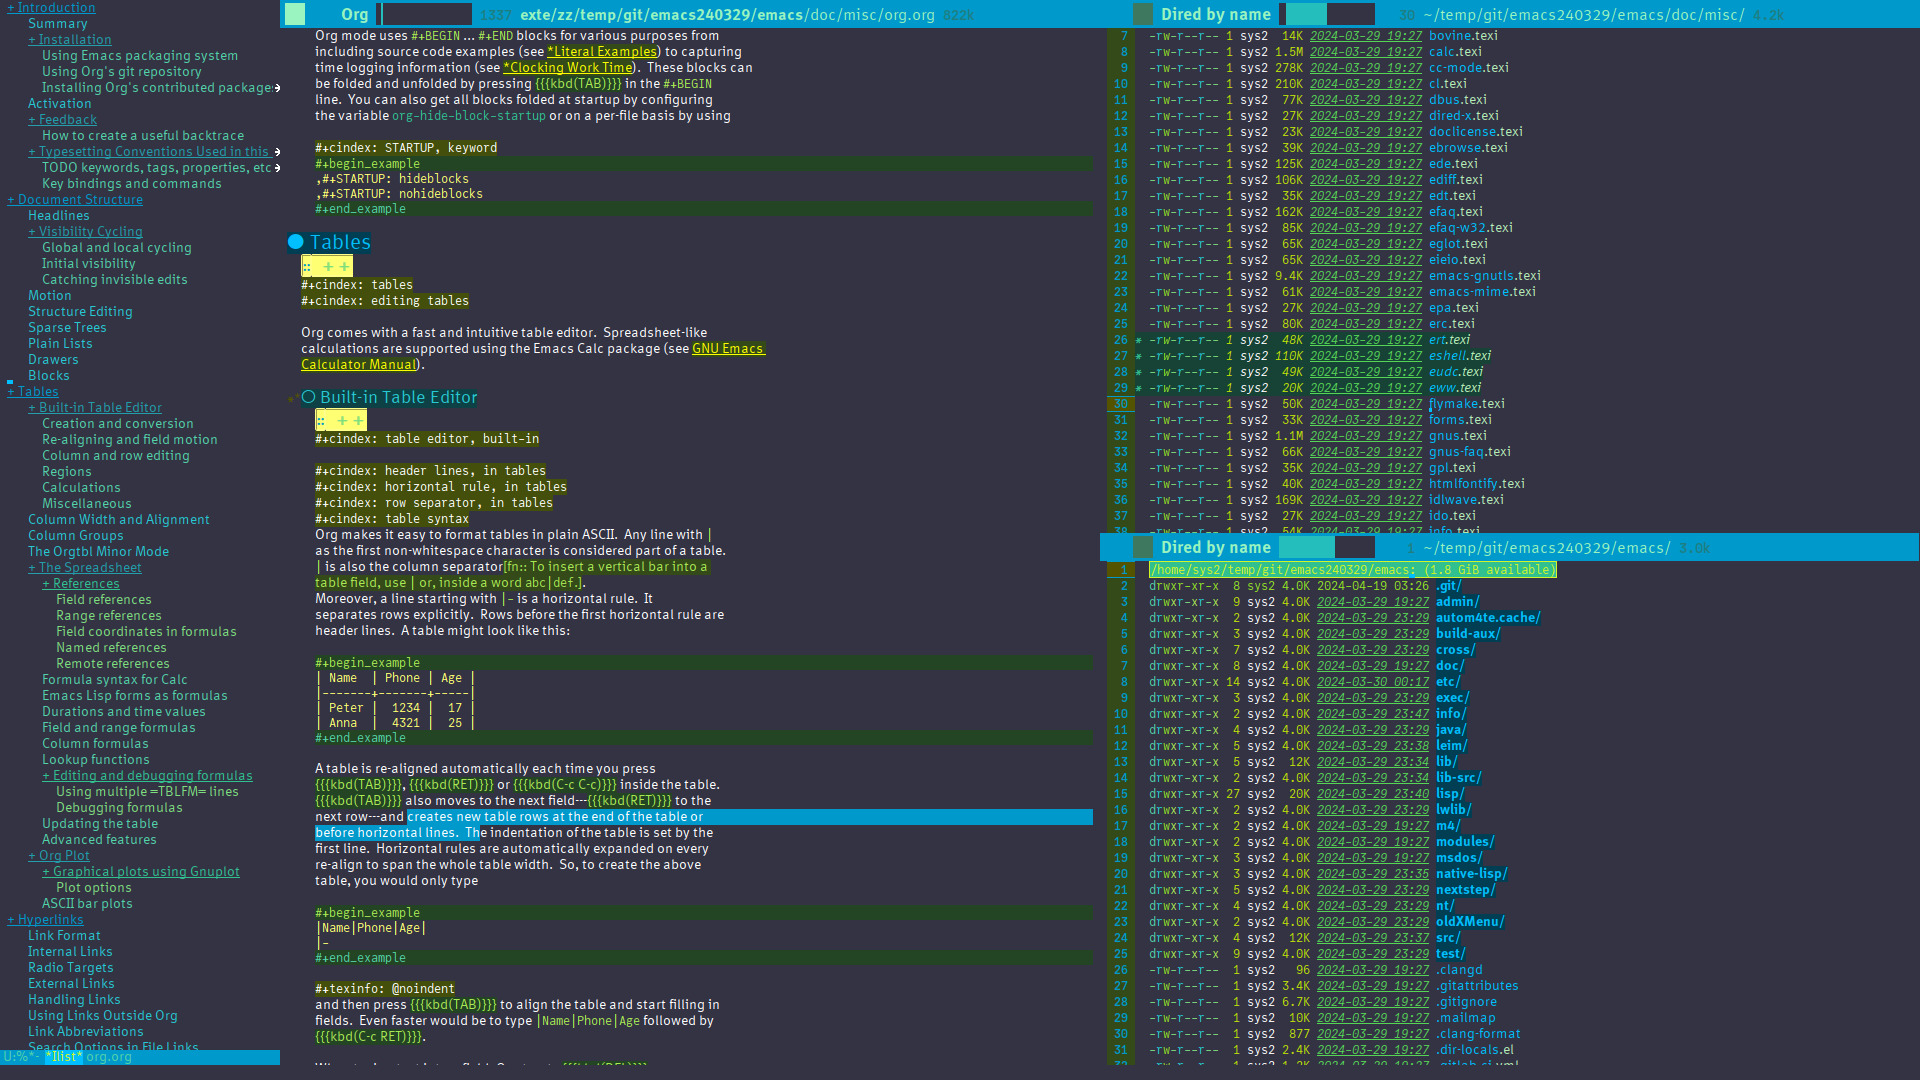 + Introduction
Summary
+ Installation
Using Emacs packaging system
Using Org's git repository
Installing Org's contributed package
Activation
+ Feedback
How to create a useful backtrace
+ Typesetting Conventions Used in this
TODO keywords, tags, properties, etc
Key bindings and commands
+ Document Structure
Headlines
+ Visibility Cycling
Global and local cycling
Initial visibility
Catching invisible edits
Motion
Structure Editing
Sparse Trees
Plain Lists
Drawers
Blocks
+ Tables
+ Built-in Table Editor
Creation and conversion
Re-aligning and field motion
Column and row editing
Regions
Calculations
Miscellaneous
Column Width and Alignment
Column Groups
The Orgtbl Minor Mode
+ The Spreadsheet
+ References
Field references
Range references
Field coordinates in formulas
Named references
Remote references
Formula syntax for Calc
Emacs Lisp forms as formulas
Durations and time values
Field and range formulas
Column formulas
Lookup functions
+ Editing and debugging formulas
Using multiple =TBLFM= lines
Debugging formulas
Updating the table
Advanced features
+ Org Plot
+ Graphical plots using Gnuplot
Plot options
ASCII bar plots
+ Hyperlinks
Link Format
Internal Links
Radio Targets
External Links
Handling Links
Using Links Outside Org
Link Abbreviations
Search Options in File Links
U:%*- *Ilist* org.org
Org 1337 exte/zz/temp/git/emacs240329/emacs/doc/misc/org.org 822k
Org mode uses #+BEGIN ... #+END blocks for various purposes from
including source code examples (see *Literal Examples) to capturing
time logging information (see *Clocking Work Time).  These blocks can
be folded and unfolded by pressing {{{kbd(TAB)}}} in the #+BEGIN
line.  You can also get all blocks folded at startup by configuring
the variable org-hide-block-startup or on a per-file basis by using
#+cindex: STARTUP, keyword
#+begin_example
,#+STARTUP: hideblocks
,#+STARTUP: nohideblocks
#+end_example
Tables
:: ++
#+cindex: tables
#+cindex: editing tables
Org comes with a fast and intuitive table editor.  Spreadsheet-like
calculations are supported using the Emacs Calc package (see GNU Emacs
Calculator Manual).
Built-in Table Editor
:: ++
#+cindex: table editor, built-in
#+cindex: header lines, in tables
#+cindex: horizontal rule, in tables
#+cindex: row separator, in tables
#+cindex: table syntax
Org makes it easy to format tables in plain ASCII.  Any line with |
as the first non-whitespace character is considered part of a table.
| is also the column separator[fn:: To insert a vertical bar into a
table field, use | or, inside a word abc|def.].
Moreover, a line starting with |- is a horizontal rule.  It
separates rows explicitly.  Rows before the first horizontal rule are
header lines.  A table might look like this:
#+begin_example
| Name  | Phone | Age |
|-------+-------+-----|
| Peter |  1234 |  17 |
| Anna  |  4321 |  25 |
#+end_example
A table is re-aligned automatically each time you press
{{{kbd(TAB)}}}, {{{kbd(RET)}}} or {{{kbd(C-c C-c)}}} inside the table.
{{{kbd(TAB)}}} also moves to the next field---{{{kbd(RET)}}} to the
next row---and creates new table rows at the end of the table or
before horizontal lines.  The indentation of the table is set by the
first line.  Horizontal rules are automatically expanded on every
re-align to span the whole table width.  So, to create the above
table, you would only type
#+begin_example
|Name|Phone|Age|
|-
#+end_example
#+texinfo: @noindent
and then press {{{kbd(TAB)}}} to align the table and start filling in
fields.  Even faster would be to type |Name|Phone|Age followed by
{{{kbd(C-c RET)}}}.
Dired by name 30 ~/temp/git/emacs240329/emacs/doc/misc/ 4.2k
7 -rw-r--r-- 1 sys2 14K 2024-03-29 19:27 bovine.texi
8 -rw-r--r-- 1 sys2 1.5M 2024-03-29 19:27 calc.texi
9 -rw-r--r-- 1 sys2 278K 2024-03-29 19:27 cc-mode.texi
10 -rw-r--r-- 1 sys2 210K 2024-03-29 19:27 cl.texi
11 -rw-r--r-- 1 sys2 77K 2024-03-29 19:27 dbus.texi
12 -rw-r--r-- 1 sys2 27K 2024-03-29 19:27 dired-x.texi
13 -rw-r--r-- 1 sys2 23K 2024-03-29 19:27 doclicense.texi
14 -rw-r--r-- 1 sys2 39K 2024-03-29 19:27 ebrowse.texi
15 -rw-r--r-- 1 sys2 125K 2024-03-29 19:27 ede.texi
16 -rw-r--r-- 1 sys2 106K 2024-03-29 19:27 ediff.texi
17 -rw-r--r-- 1 sys2 35K 2024-03-29 19:27 edt.texi
18 -rw-r--r-- 1 sys2 162K 2024-03-29 19:27 efaq.texi
19 -rw-r--r-- 1 sys2 85K 2024-03-29 19:27 efaq-w32.texi
20 -rw-r--r-- 1 sys2 65K 2024-03-29 19:27 eglot.texi
21 -rw-r--r-- 1 sys2 65K 2024-03-29 19:27 eieio.texi
22 -rw-r--r-- 1 sys2 9.4K 2024-03-29 19:27 emacs-gnutls.texi
23 -rw-r--r-- 1 sys2 61K 2024-03-29 19:27 emacs-mime.texi
24 -rw-r--r-- 1 sys2 27K 2024-03-29 19:27 epa.texi
25 -rw-r--r-- 1 sys2 80K 2024-03-29 19:27 erc.texi
26 * -rw-r--r-- 1 sys2 48K 2024-03-29 19:27 ert.texi
27 * -rw-r--r-- 1 sys2 110K 2024-03-29 19:27 eshell.texi
28 * -rw-r--r-- 1 sys2 49K 2024-03-29 19:27 eudc.texi
29 * -rw-r--r-- 1 sys2 20K 2024-03-29 19:27 eww.texi
30 -rw-r--r-- 1 sys2 50K 2024-03-29 19:27 flymake.texi
31 -rw-r--r-- 1 sys2 33K 2024-03-29 19:27 forms.texi
32 -rw-r--r-- 1 sys2 1.1M 2024-03-29 19:27 gnus.texi
33 -rw-r--r-- 1 sys2 66K 2024-03-29 19:27 gnus-faq.texi
34 -rw-r--r-- 1 sys2 35K 2024-03-29 19:27 gpl.texi
35 -rw-r--r-- 1 sys2 40K 2024-03-29 19:27 htmlfontify.texi
36 -rw-r--r-- 1 sys2 169K 2024-03-29 19:27 idlwave.texi
37 -rw-r--r-- 1 sys2 27K 2024-03-29 19:27 ido.texi
38 -rw-r--r-- 1 sys2 54K 2024-03-29 19:27 info.texi
Dired by name 1 ~/temp/git/emacs240329/emacs/ 3.0k
1 /home/sys2/temp/git/emacs240329/emacs: (1.8 GiB available)
2 drwxr-xr-x 8 sys2 4.0K 2024-04-19 03:26 .git/
3 drwxr-xr-x 9 sys2 4.0K 2024-03-29 19:27 admin/
4 drwxr-xr-x 2 sys2 4.0K 2024-03-29 23:29 autom4te.cache/
5 drwxr-xr-x 3 sys2 4.0K 2024-03-29 23:29 build-aux/
6 drwxr-xr-x 7 sys2 4.0K 2024-03-29 23:29 cross/
7 drwxr-xr-x 8 sys2 4.0K 2024-03-29 19:27 doc/
8 drwxr-xr-x 14 sys2 4.0K 2024-03-30 00:17 etc/
9 drwxr-xr-x 3 sys2 4.0K 2024-03-29 23:29 exec/
10 drwxr-xr-x 2 sys2 4.0K 2024-03-29 23:47 info/
11 drwxr-xr-x 4 sys2 4.0K 2024-03-29 23:29 java/
12 drwxr-xr-x 5 sys2 4.0K 2024-03-29 23:38 leim/
13 drwxr-xr-x 5 sys2 12K 2024-03-29 23:34 lib/
14 drwxr-xr-x 2 sys2 4.0K 2024-03-29 23:34 lib-src/
15 drwxr-xr-x 27 sys2 20K 2024-03-29 23:40 lisp/
16 drwxr-xr-x 2 sys2 4.0K 2024-03-29 23:29 lwlib/
17 drwxr-xr-x 2 sys2 4.0K 2024-03-29 19:27 m4/
18 drwxr-xr-x 2 sys2 4.0K 2024-03-29 19:27 modules/
19 drwxr-xr-x 3 sys2 4.0K 2024-03-29 19:27 msdos/
20 drwxr-xr-x 3 sys2 4.0K 2024-03-29 23:35 native-lisp/
21 drwxr-xr-x 5 sys2 4.0K 2024-03-29 23:29 nextstep/
22 drwxr-xr-x 4 sys2 4.0K 2024-03-29 23:29 nt/
23 drwxr-xr-x 2 sys2 4.0K 2024-03-29 23:29 oldXMenu/
24 drwxr-xr-x 4 sys2 12K 2024-03-29 23:37 src/
25 drwxr-xr-x 9 sys2 4.0K 2024-03-29 23:29 test/
26 -rw-r--r-- 1 sys2 96 2024-03-29 19:27 .clangd
27 -rw-r--r-- 1 sys2 3.4K 2024-03-29 19:27 .gitattributes
28 -rw-r--r-- 1 sys2 6.7K 2024-03-29 19:27 .gitignore
29 -rw-r--r-- 1 sys2 10K 2024-03-29 19:27 .mailmap
30 -rw-r--r-- 1 sys2 877 2024-03-29 19:27 .clang-format
31 -rw-r--r-- 1 sys2 2.4K 2024-03-29 19:27 .dir-locals.el